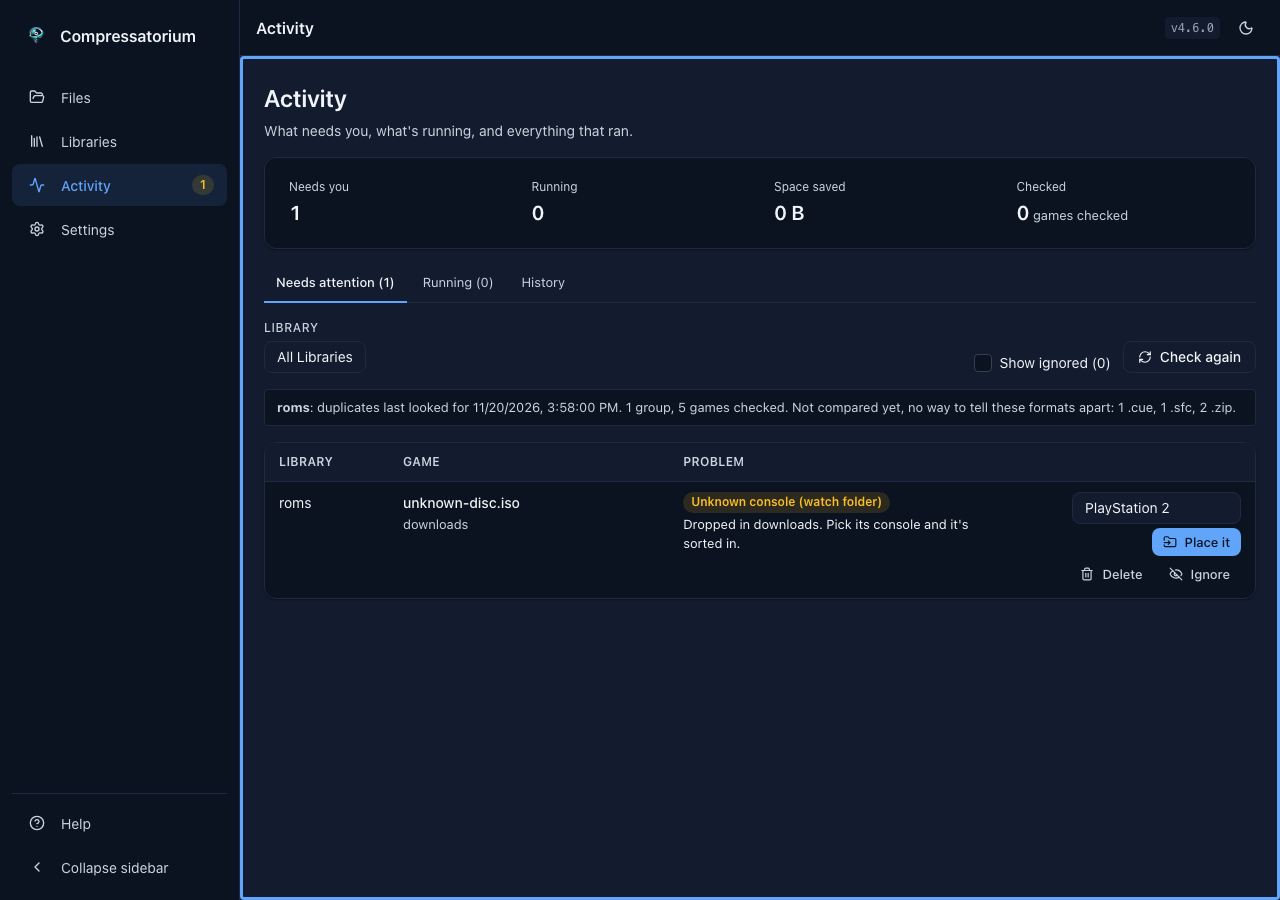 Compressatorium
Files
Libraries
Activity 1
Settings
Help
Collapse sidebar
Activity
v4.6.0
Activity
What needs you, what's running, and everything that ran.
Needs you
1
Running
0
Space saved
0 B
Checked
0 games checked
Needs attention (1)
Running (0)
History
LIBRARY
All Libraries
Show ignored (0)
Check again
roms: duplicates last looked for 11/20/2026, 3:58:00 PM. 1 group, 5 games checked. Not compared yet, no way to tell these formats apart: 1 .cue, 1 .sfc, 2 .zip.
LIBRARY
GAME
PROBLEM
roms
unknown-disc.iso
downloads
Unknown console (watch folder)
Dropped in downloads. Pick its console and it's
sorted in.
PlayStation 2
Place it
Delete
Ignore